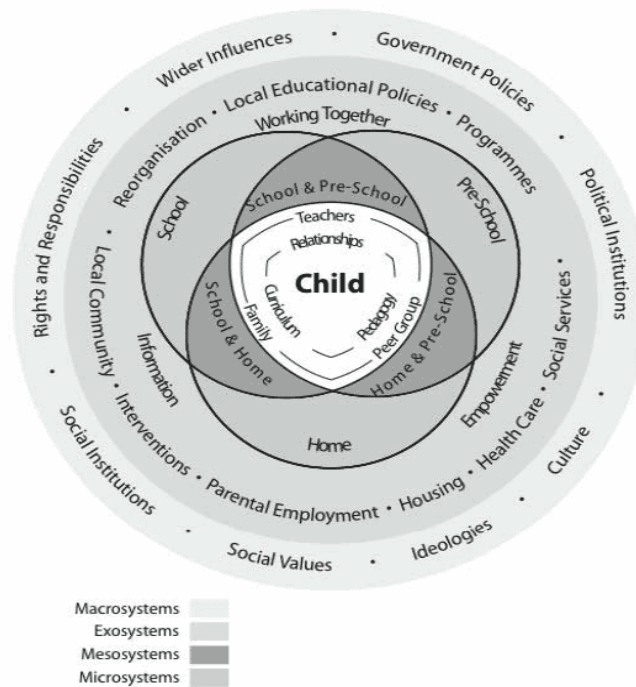 Wider Influences • Government Policies • Political Institutions • Culture • Ideologies • Social Values • Social Institutions • Rights and Responsibilities •
Reorganisation • Local Educational Policies • Programmes
Social Services • Health Care • Housing • Parental Employment • Interventions • Local Community •
Working Together
School
Pre-School
School & Pre-School
Teachers
Relationships
Child
Curriculum
Pedagogy
Family
Peer Group
School & Home
Home & Pre-School
Information
Empowerment
Home
Macrosystems
Exosystems
Mesosystems
Microsystems